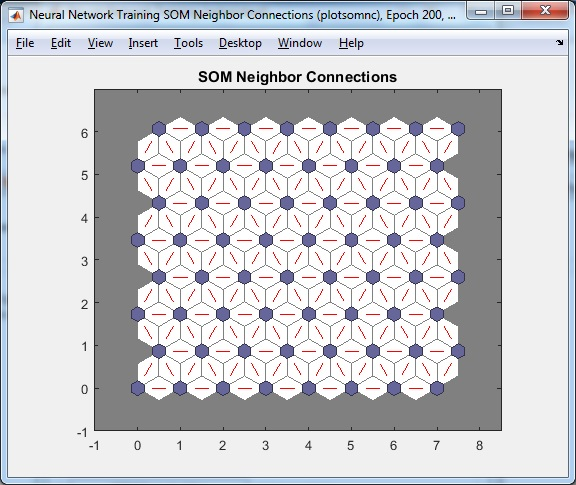 Neural Network Training SOM Neighbor Connections (plotsomnc), Epoch 200, ...
File Edit View Insert Tools Desktop Window Help
SOM Neighbor Connections
6
5
4
3
2
1
0
-1
-1 0 1 2 3 4 5 6 7 8